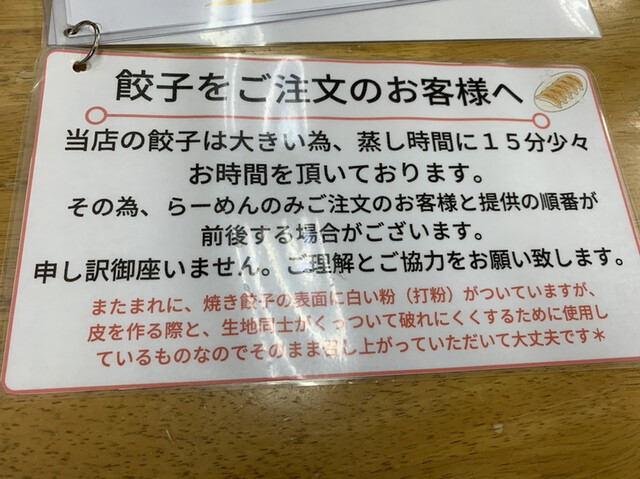 餃子をご注文のお客様へ
当店の餃子は大きい為、蒸し時間に15分少々
お時間を頂いております。
その為、らーめんのみご注文のお客様と提供の順番が
前後する場合がございます。
申し訳御座いません。ご理解とご協力をお願い致します。
またまれに、焼き餃子の表面に白い粉（打粉）がついていますが、
皮を作る際と、生地同士がくっついて破れにくくするために使用し
ているものなのでそのまま召し上がっていただいて大丈夫です＊